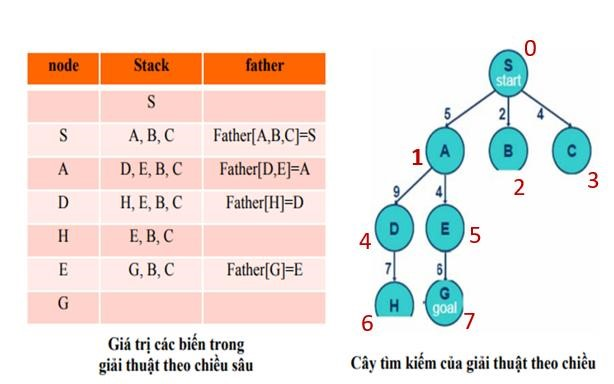 node Stack father
S
S A, B, C Father[A,B,C]=S
A D, E, B, C Father[D,E]=A
D H, E, B, C Father[H]=D
H E, B, C
E G, B, C Father[G]=E
G
Giá trị các biến trong
giải thuật theo chiều sâu
0
S
start
5 2 4
1 A B C
2 3
9 4
4 D E 5
7 6
H G
goal
6 7
Cây tìm kiếm của giải thuật theo chiều